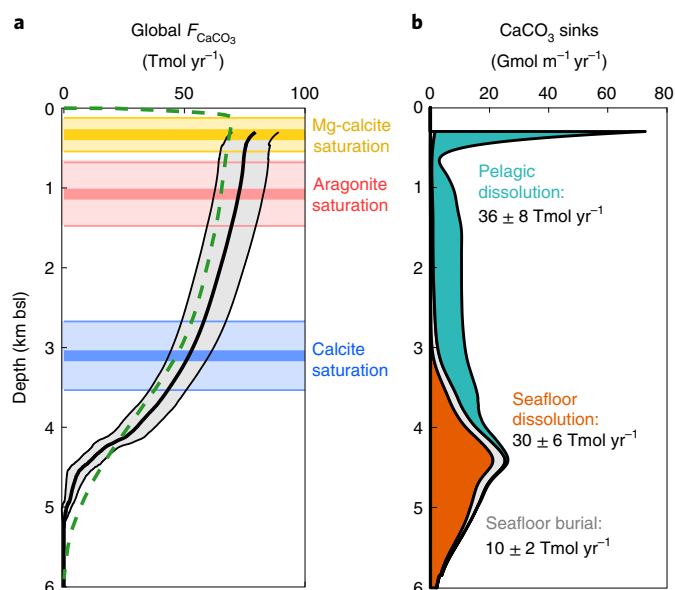 a
Global F_CaCO₃
(Tmol yr⁻¹)
0 50 100
0
1
2
3
4
5
6
Depth (km bsl)
Mg-calcite
saturation
Aragonite
saturation
Calcite
saturation
b
CaCO₃ sinks
(Gmol m⁻¹ yr⁻¹)
0 20 40 60 80
0
1
2
3
4
5
6
Pelagic
dissolution:
36 ± 8 Tmol yr⁻¹
Seafloor
dissolution:
30 ± 6 Tmol yr⁻¹
Seafloor burial:
10 ± 2 Tmol yr⁻¹